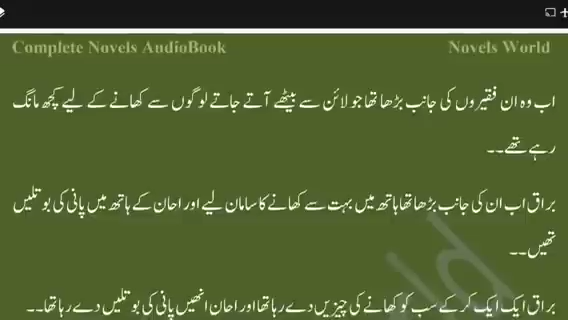 Complete Novels AudioBook
Novels World
اب وہ ان فقیروں کی جانب بڑھا تھا جو لائن سے بیٹھے آتے جاتے لوگوں سے کھانے کے لیے کچھ مانگ
رہے تھے۔۔
براق اب ان کی جانب بڑھا تھا ہاتھ میں بہت سے کھانے کا سامان لیے اور احان کے ہاتھ میں پانی کی بوتلیں
تھیں۔۔
براق ایک ایک کر کے سب کو کھانے کی چیزیں دے رہا تھا اور احان انھیں پانی کی بوتلیں دے رہا تھا۔۔